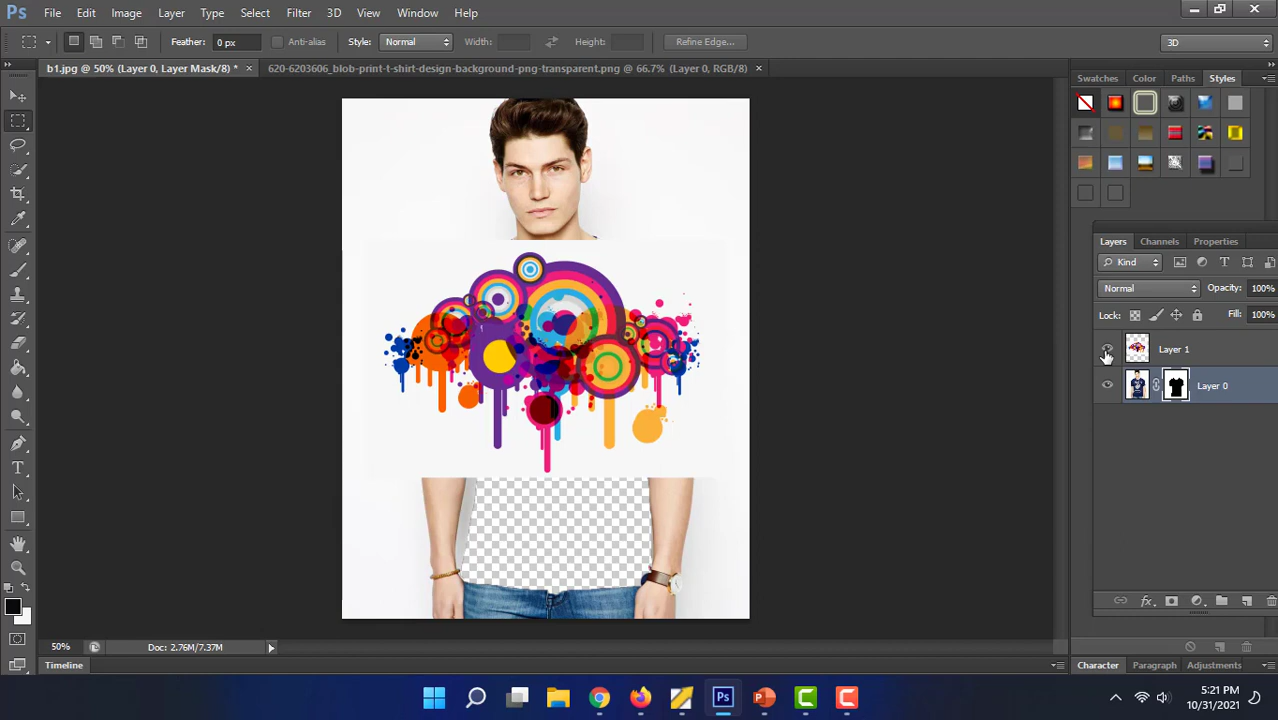 Ps File Edit Image Layer Type Select Filter 3D View Window Help
Feather: 0 px Anti-alias Style: Normal Width: Height: Refine Edge... 3D
b1.jpg @ 50% (Layer 0, Layer Mask/8) * × 620-6203606_blob-print-t-shirt-design-background-png-transparent.png @ 66.7% (Layer 0, RGB/8) ×
Swatches Color Paths Styles
Layers Channels Properties
Kind
Normal Opacity: 100%
Lock: Fill: 100%
Layer 1
Layer 0
fx
50% Doc: 2.76M/7.37M
Timeline
Character Paragraph Adjustments
Ps
5:21 PM
10/31/2021